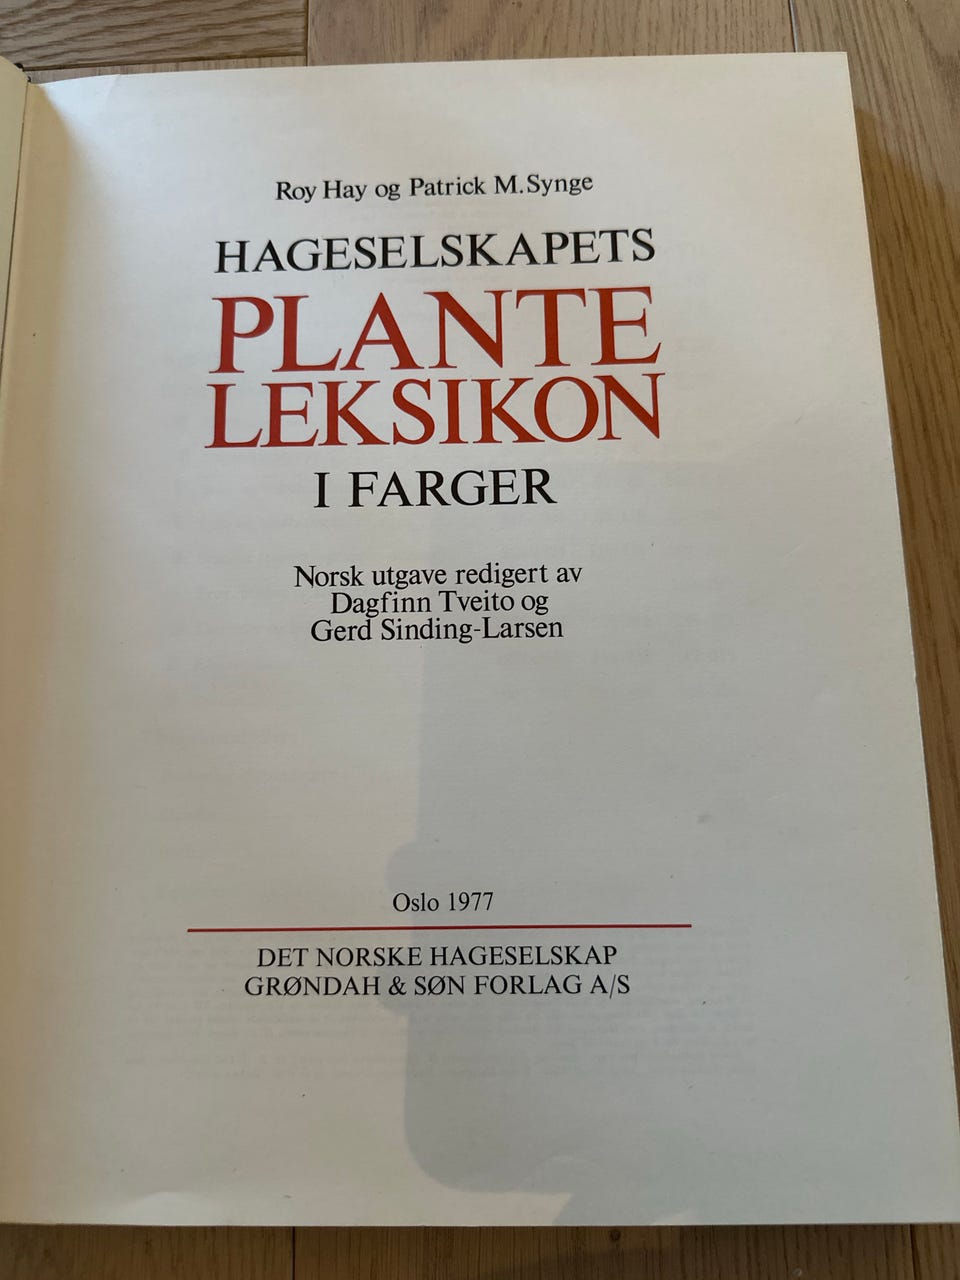 Roy Hay og Patrick M. Synge
HAGESELSKAPETS
PLANTE
LEKSIKON
I FARGER
Norsk utgave redigert av
Dagfinn Tveito og
Gerd Sinding-Larsen
Oslo 1977
DET NORSKE HAGESELSKAP
GRØNDAH & SØN FORLAG A/S